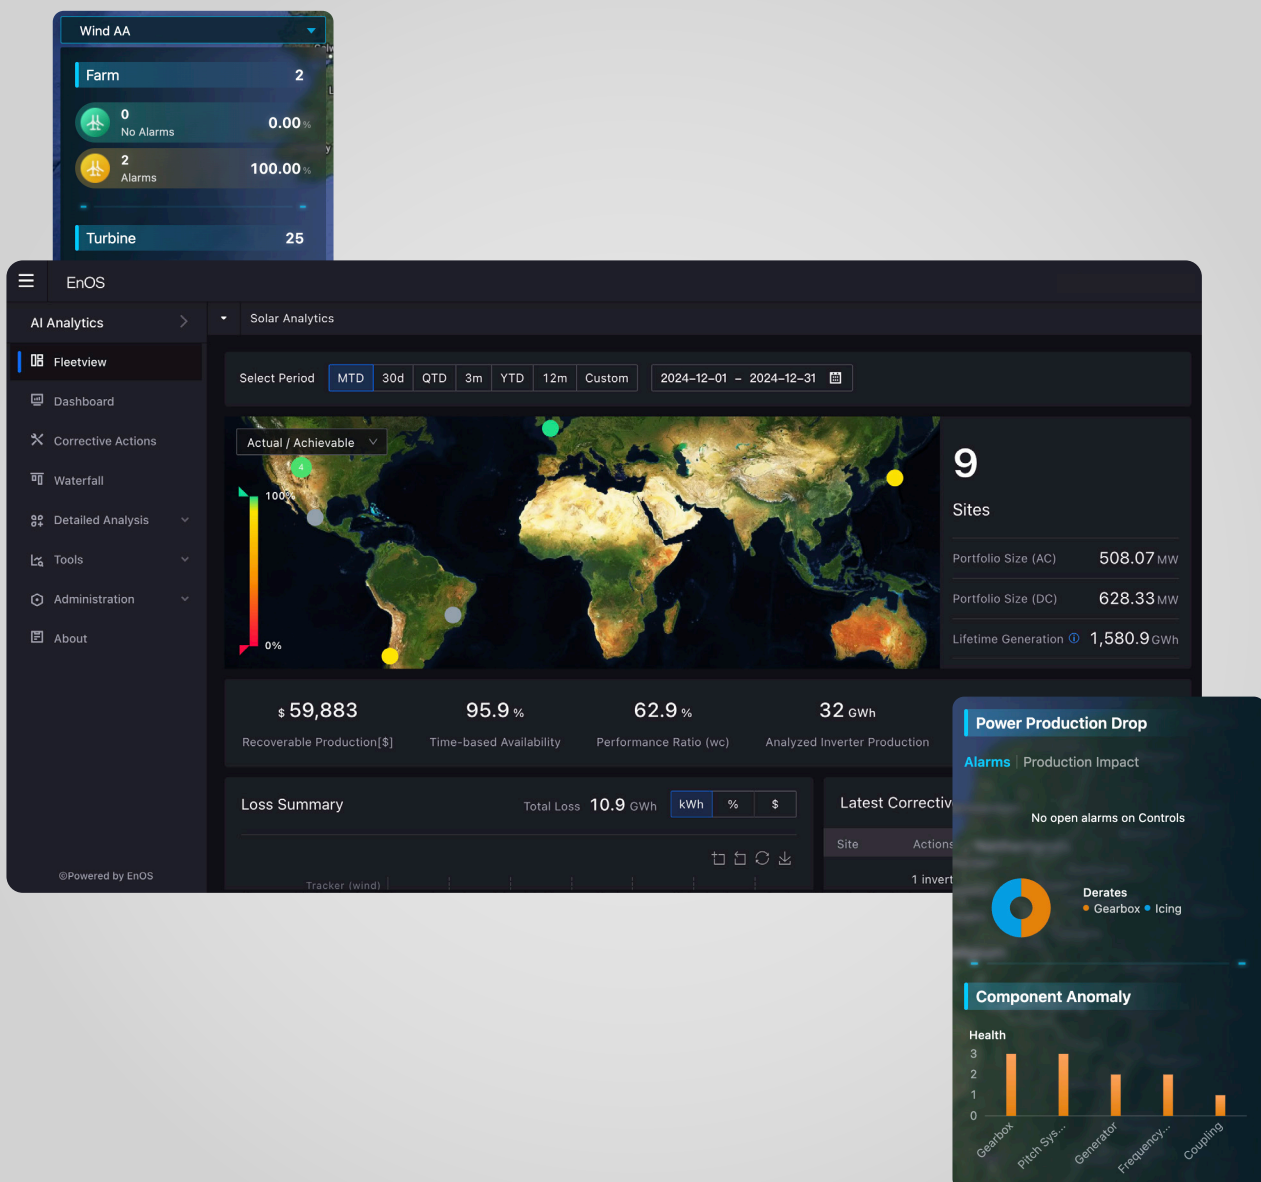 Wind AA
Farm 2
0
No Alarms 0.00 %
2
Alarms 100.00 %
Turbine 25
EnOS
AI Analytics
Fleetview
Dashboard
Corrective Actions
Waterfall
Detailed Analysis
Tools
Administration
About
©Powered by EnOS
Solar Analytics
Select Period MTD 30d QTD 3m YTD 12m Custom 2024-12-01 – 2024-12-31
Actual / Achievable
4
100%
0%
9
Sites
Portfolio Size (AC) 508.07 MW
Portfolio Size (DC) 628.33 MW
Lifetime Generation 1,580.9 GWh
$ 59,883
Recoverable Production[$]
95.9 %
Time-based Availability
62.9 %
Performance Ratio (wc)
32 GWh
Analyzed Inverter Production
Loss Summary Total Loss 10.9 GWh kWh % $
Tracker (wind)
Latest Correctiv
Site Actions
1 invert
Power Production Drop
Alarms | Production Impact
No open alarms on Controls
Derates
Gearbox Icing
Component Anomaly
Health
3
2
1
0
Gearbox
Pitch Sys...
Generator
Frequency...
Coupling